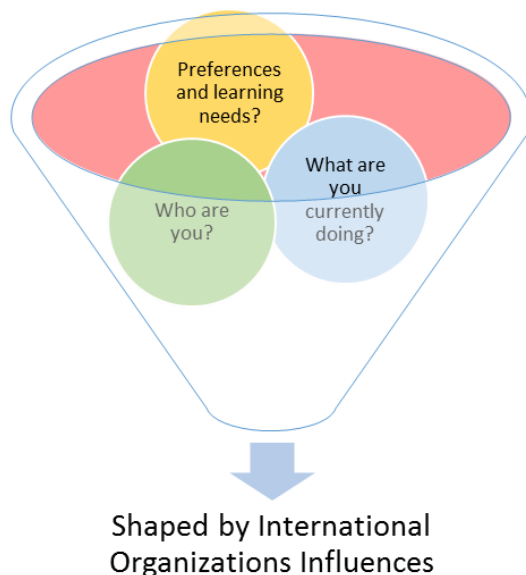 Preferences
and learning
needs?
What are
you
currently
doing?
Who are
you?
Shaped by International
Organizations Influences